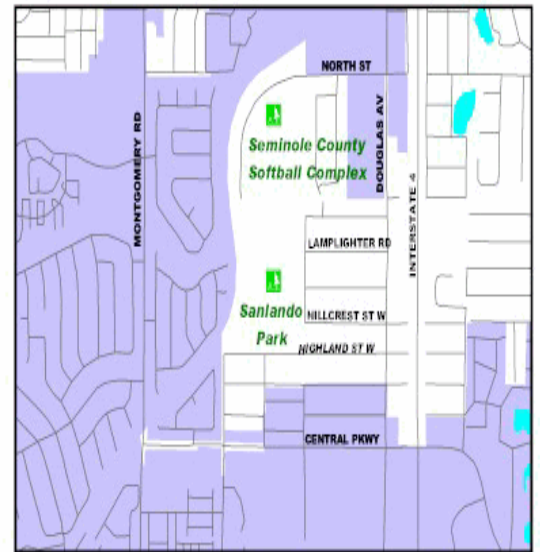 NORTH ST
MONTGOMERY RD
DOUGLAS AV
INTERSTATE 4
Seminole County
Softball Complex
LAMPLIGHTER RD
Sanlando
Park
HILLCREST ST W
HIGHLAND ST W
CENTRAL PKWY